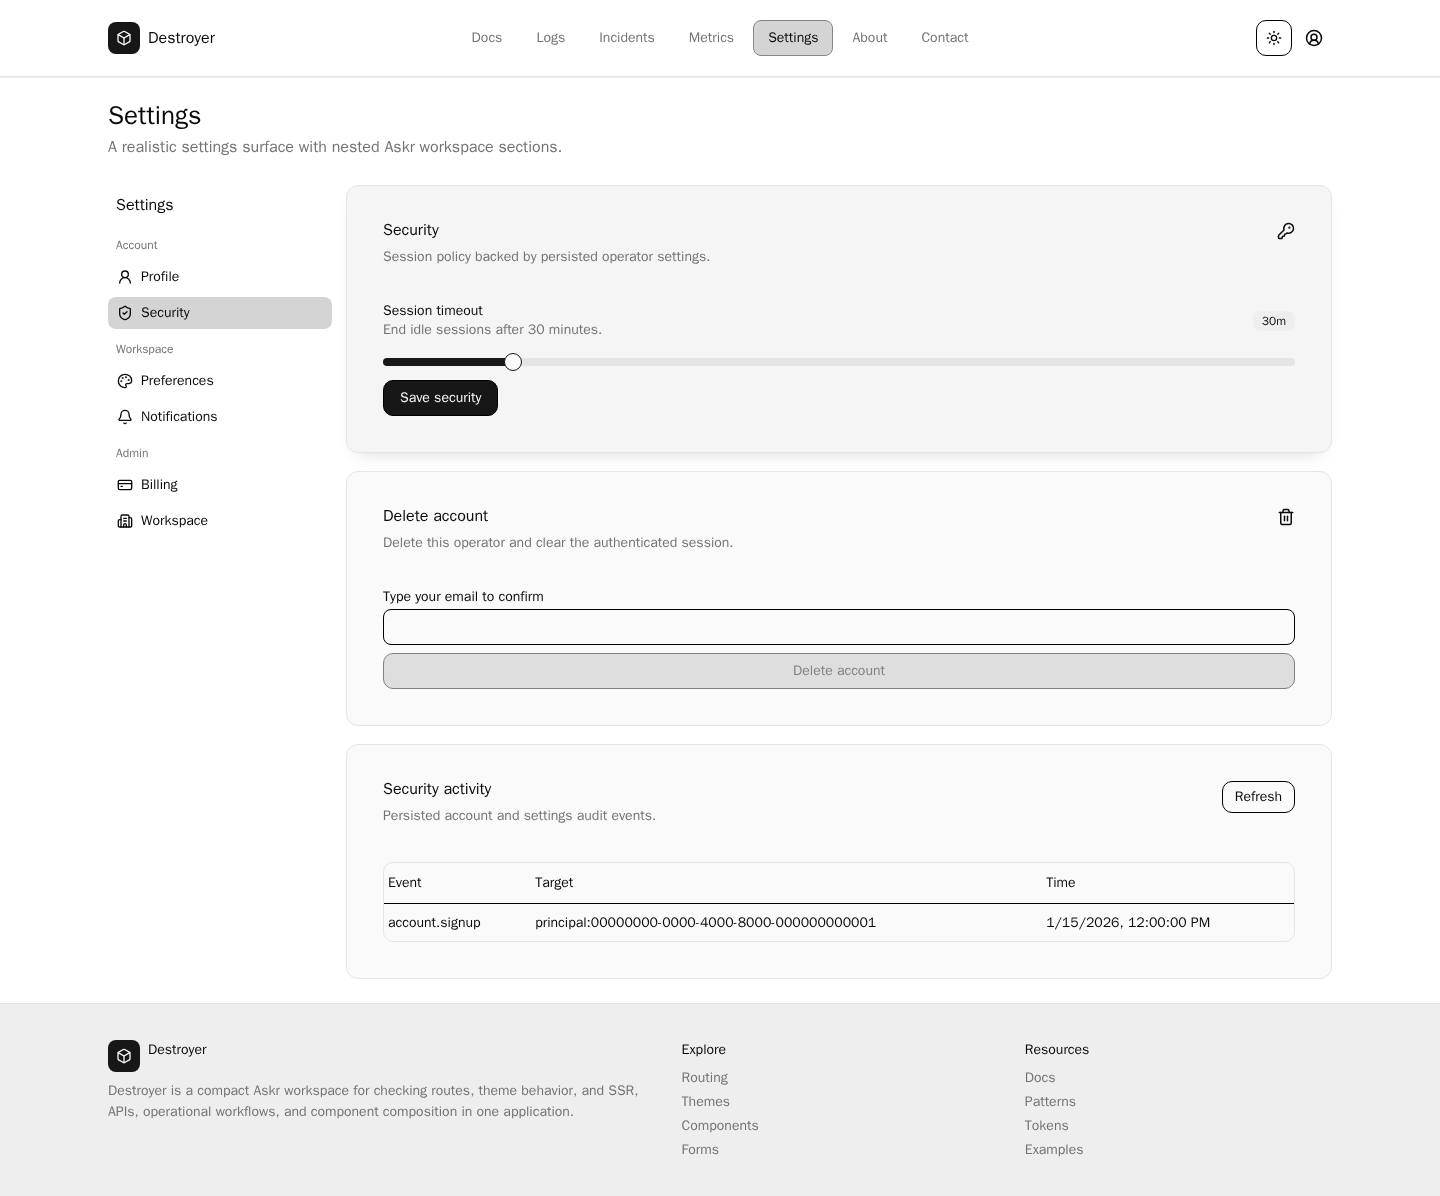 Destroyer
Docs
Logs
Incidents
Metrics
Settings
About
Contact
Settings
A realistic settings surface with nested Askr workspace sections.
Settings
Account
Profile
Security
Workspace
Preferences
Notifications
Admin
Billing
Workspace
Security
Session policy backed by persisted operator settings.
Session timeout
End idle sessions after 30 minutes.
30m
Save security
Delete account
Delete this operator and clear the authenticated session.
Type your email to confirm
Delete account
Security activity
Persisted account and settings audit events.
Refresh
Event Target Time
account.signup principal:00000000-0000-4000-8000-000000000001 1/15/2026, 12:00:00 PM
Destroyer
Destroyer is a compact Askr workspace for checking routes, theme behavior, and SSR,
APIs, operational workflows, and component composition in one application.
Explore
Routing
Themes
Components
Forms
Resources
Docs
Patterns
Tokens
Examples